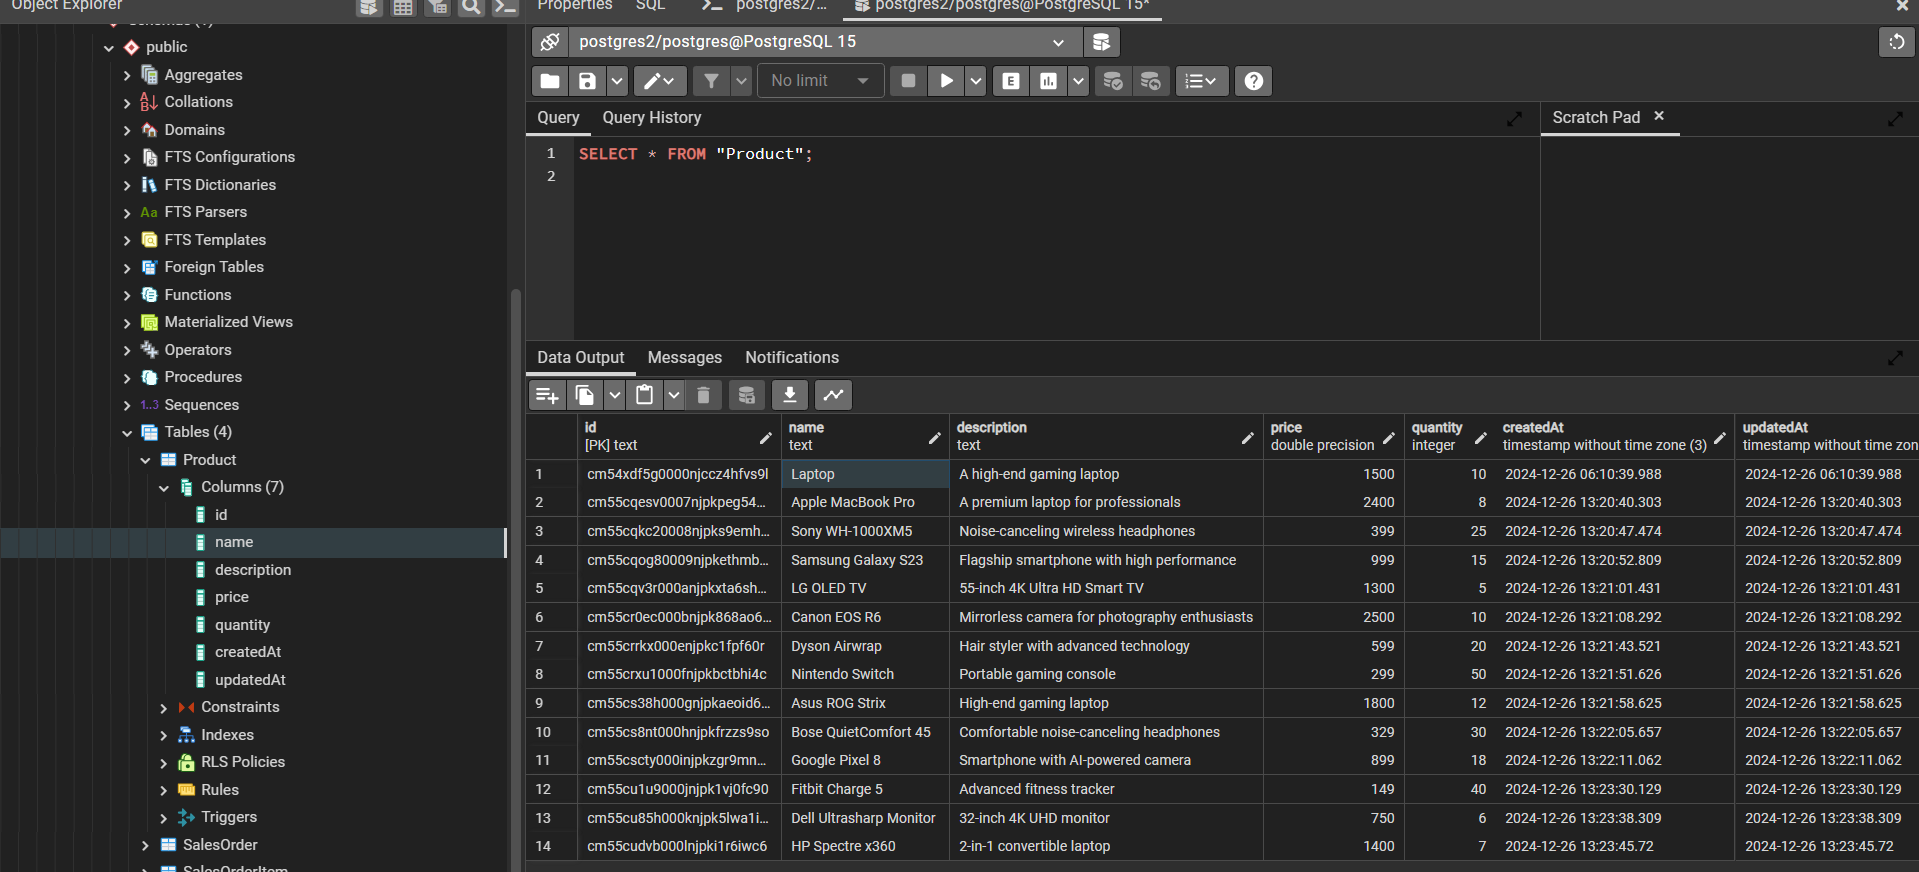 Object Explorer
public
Aggregates
Collations
Domains
FTS Configurations
FTS Dictionaries
Aa FTS Parsers
FTS Templates
Foreign Tables
Functions
Materialized Views
Operators
Procedures
1..3 Sequences
Tables (4)
Product
Columns (7)
id
name
description
price
quantity
createdAt
updatedAt
Constraints
Indexes
RLS Policies
Rules
Triggers
SalesOrder
SalesOrderItem
Properties SQL postgres2/... postgres2/postgres@PostgreSQL 15*
postgres2/postgres@PostgreSQL 15
No limit E
Query Query History
Scratch Pad
1 SELECT * FROM "Product";
2
Data Output Messages Notifications
id name description price quantity createdAt updatedAt
[PK] text text text double precision integer timestamp without time zone (3) timestamp without time zon
1 cm54xdf5g0000njccz4hfvs9l Laptop A high-end gaming laptop 1500 10 2024-12-26 06:10:39.988 2024-12-26 06:10:39.988
2 cm55cqesv0007njpkpeg54... Apple MacBook Pro A premium laptop for professionals 2400 8 2024-12-26 13:20:40.303 2024-12-26 13:20:40.303
3 cm55cqkc20008njpks9emh... Sony WH-1000XM5 Noise-canceling wireless headphones 399 25 2024-12-26 13:20:47.474 2024-12-26 13:20:47.474
4 cm55cqog80009njpkethmb... Samsung Galaxy S23 Flagship smartphone with high performance 999 15 2024-12-26 13:20:52.809 2024-12-26 13:20:52.809
5 cm55cqv3r000anjpkxta6sh... LG OLED TV 55-inch 4K Ultra HD Smart TV 1300 5 2024-12-26 13:21:01.431 2024-12-26 13:21:01.431
6 cm55cr0ec000bnjpk868ao6... Canon EOS R6 Mirrorless camera for photography enthusiasts 2500 10 2024-12-26 13:21:08.292 2024-12-26 13:21:08.292
7 cm55crrkx000enjpkc1fpf60r Dyson Airwrap Hair styler with advanced technology 599 20 2024-12-26 13:21:43.521 2024-12-26 13:21:43.521
8 cm55crxu1000fnjpkbctbhi4c Nintendo Switch Portable gaming console 299 50 2024-12-26 13:21:51.626 2024-12-26 13:21:51.626
9 cm55cs38h000gnjpkaeoid6... Asus ROG Strix High-end gaming laptop 1800 12 2024-12-26 13:21:58.625 2024-12-26 13:21:58.625
10 cm55cs8nt000hnjpkfrzzs9so Bose QuietComfort 45 Comfortable noise-canceling headphones 329 30 2024-12-26 13:22:05.657 2024-12-26 13:22:05.657
11 cm55cscty000injpkzgr9mn... Google Pixel 8 Smartphone with AI-powered camera 899 18 2024-12-26 13:22:11.062 2024-12-26 13:22:11.062
12 cm55cu1u9000jnjpk1vj0fc90 Fitbit Charge 5 Advanced fitness tracker 149 40 2024-12-26 13:23:30.129 2024-12-26 13:23:30.129
13 cm55cu85h000knjpk5lwa1i... Dell Ultrasharp Monitor 32-inch 4K UHD monitor 750 6 2024-12-26 13:23:38.309 2024-12-26 13:23:38.309
14 cm55cudvb000lnjpki1r6iwc6 HP Spectre x360 2-in-1 convertible laptop 1400 7 2024-12-26 13:23:45.72 2024-12-26 13:23:45.72